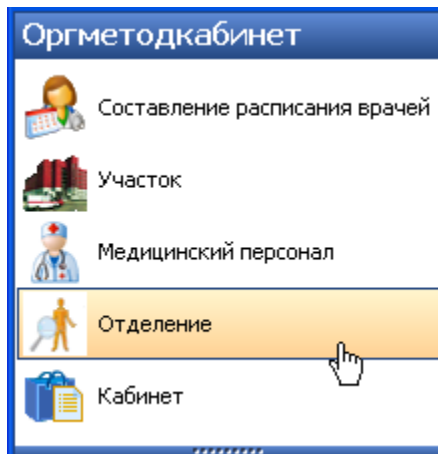 Оргметодкабинет
Составление расписания врачей
Участок
Медицинский персонал
Отделение
Кабинет